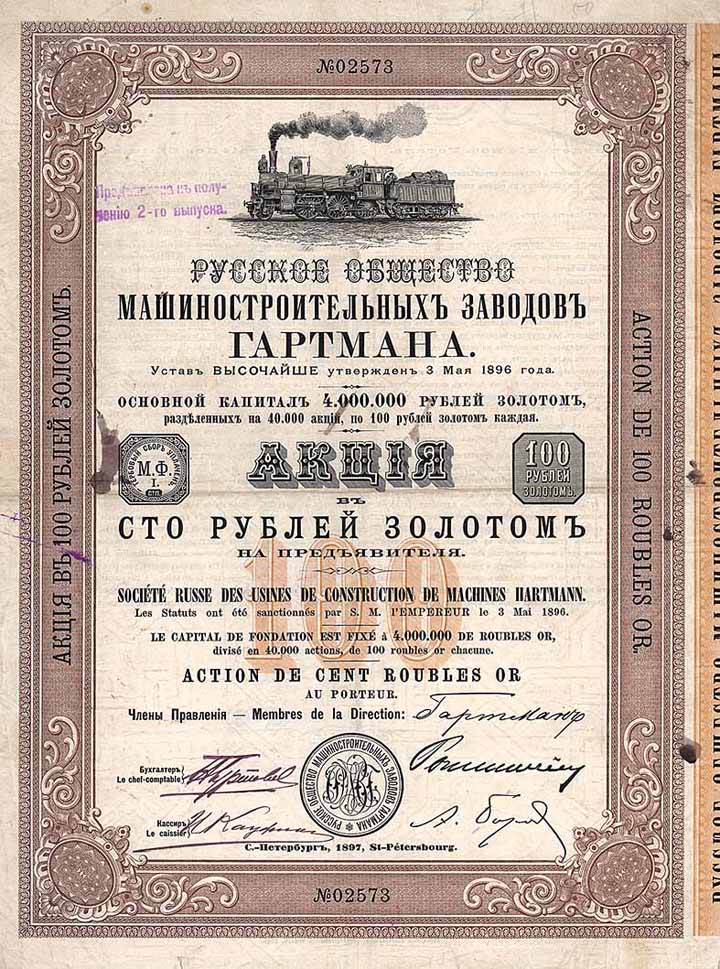 №02573
Представлена къ полу-
ченію 2-го выпуска.
РУССКОЕ ОБЩЕСТВО
МАШИНОСТРОИТЕЛЬНЫХЪ ЗАВОДОВЪ
ГАРТМАНА.
Уставъ ВЫСОЧАЙШЕ утвержденъ 3 Мая 1896 года.
ОСНОВНОЙ КАПИТАЛЪ 4.000.000 РУБЛЕЙ ЗОЛОТОМЪ,
раздѣленныхъ на 40.000 акцій, по 100 рублей золотомъ каждая.
ГЕРБОВЫЙ СБОРЪ УПЛАЧЕНЪ
М.Ф.
I.
СПБ.
АКЦІЯ
100
РУБЛЕЙ
ЗОЛОТОМЪ.
ВЪ
СТО РУБЛЕЙ ЗОЛОТОМЪ
НА ПРЕДЪЯВИТЕЛЯ.
100
SOCIÉTÉ RUSSE DES USINES DE CONSTRUCTION DE MACHINES HARTMANN.
Les Statuts ont été sanctionnés par S. M. l'EMPEREUR le 3 Mai 1896.
LE CAPITAL DE FONDATION EST FIXÉ à 4.000.000 DE ROUBLES OR,
divisé en 40.000 actions, de 100 roubles or chacune.
ACTION DE CENT ROUBLES OR
AU PORTEUR.
Члены Правленія — Membres de la Direction: Гартманъ
Бухгалтеръ
Le chef-comptable
РУССКОЕ ОБЩЕСТВО МАШИНОСТРОИТЕЛЬНЫХЪ ЗАВОДОВЪ ГАРТМАНА
Кассиръ
Le caissier
С.-Петербургъ, 1897, St-Pétersbourg.
№02573
АКЦІЯ ВЪ 100 РУБЛЕЙ ЗОЛОТОМЪ.
ACTION DE 100 ROUBLES OR.